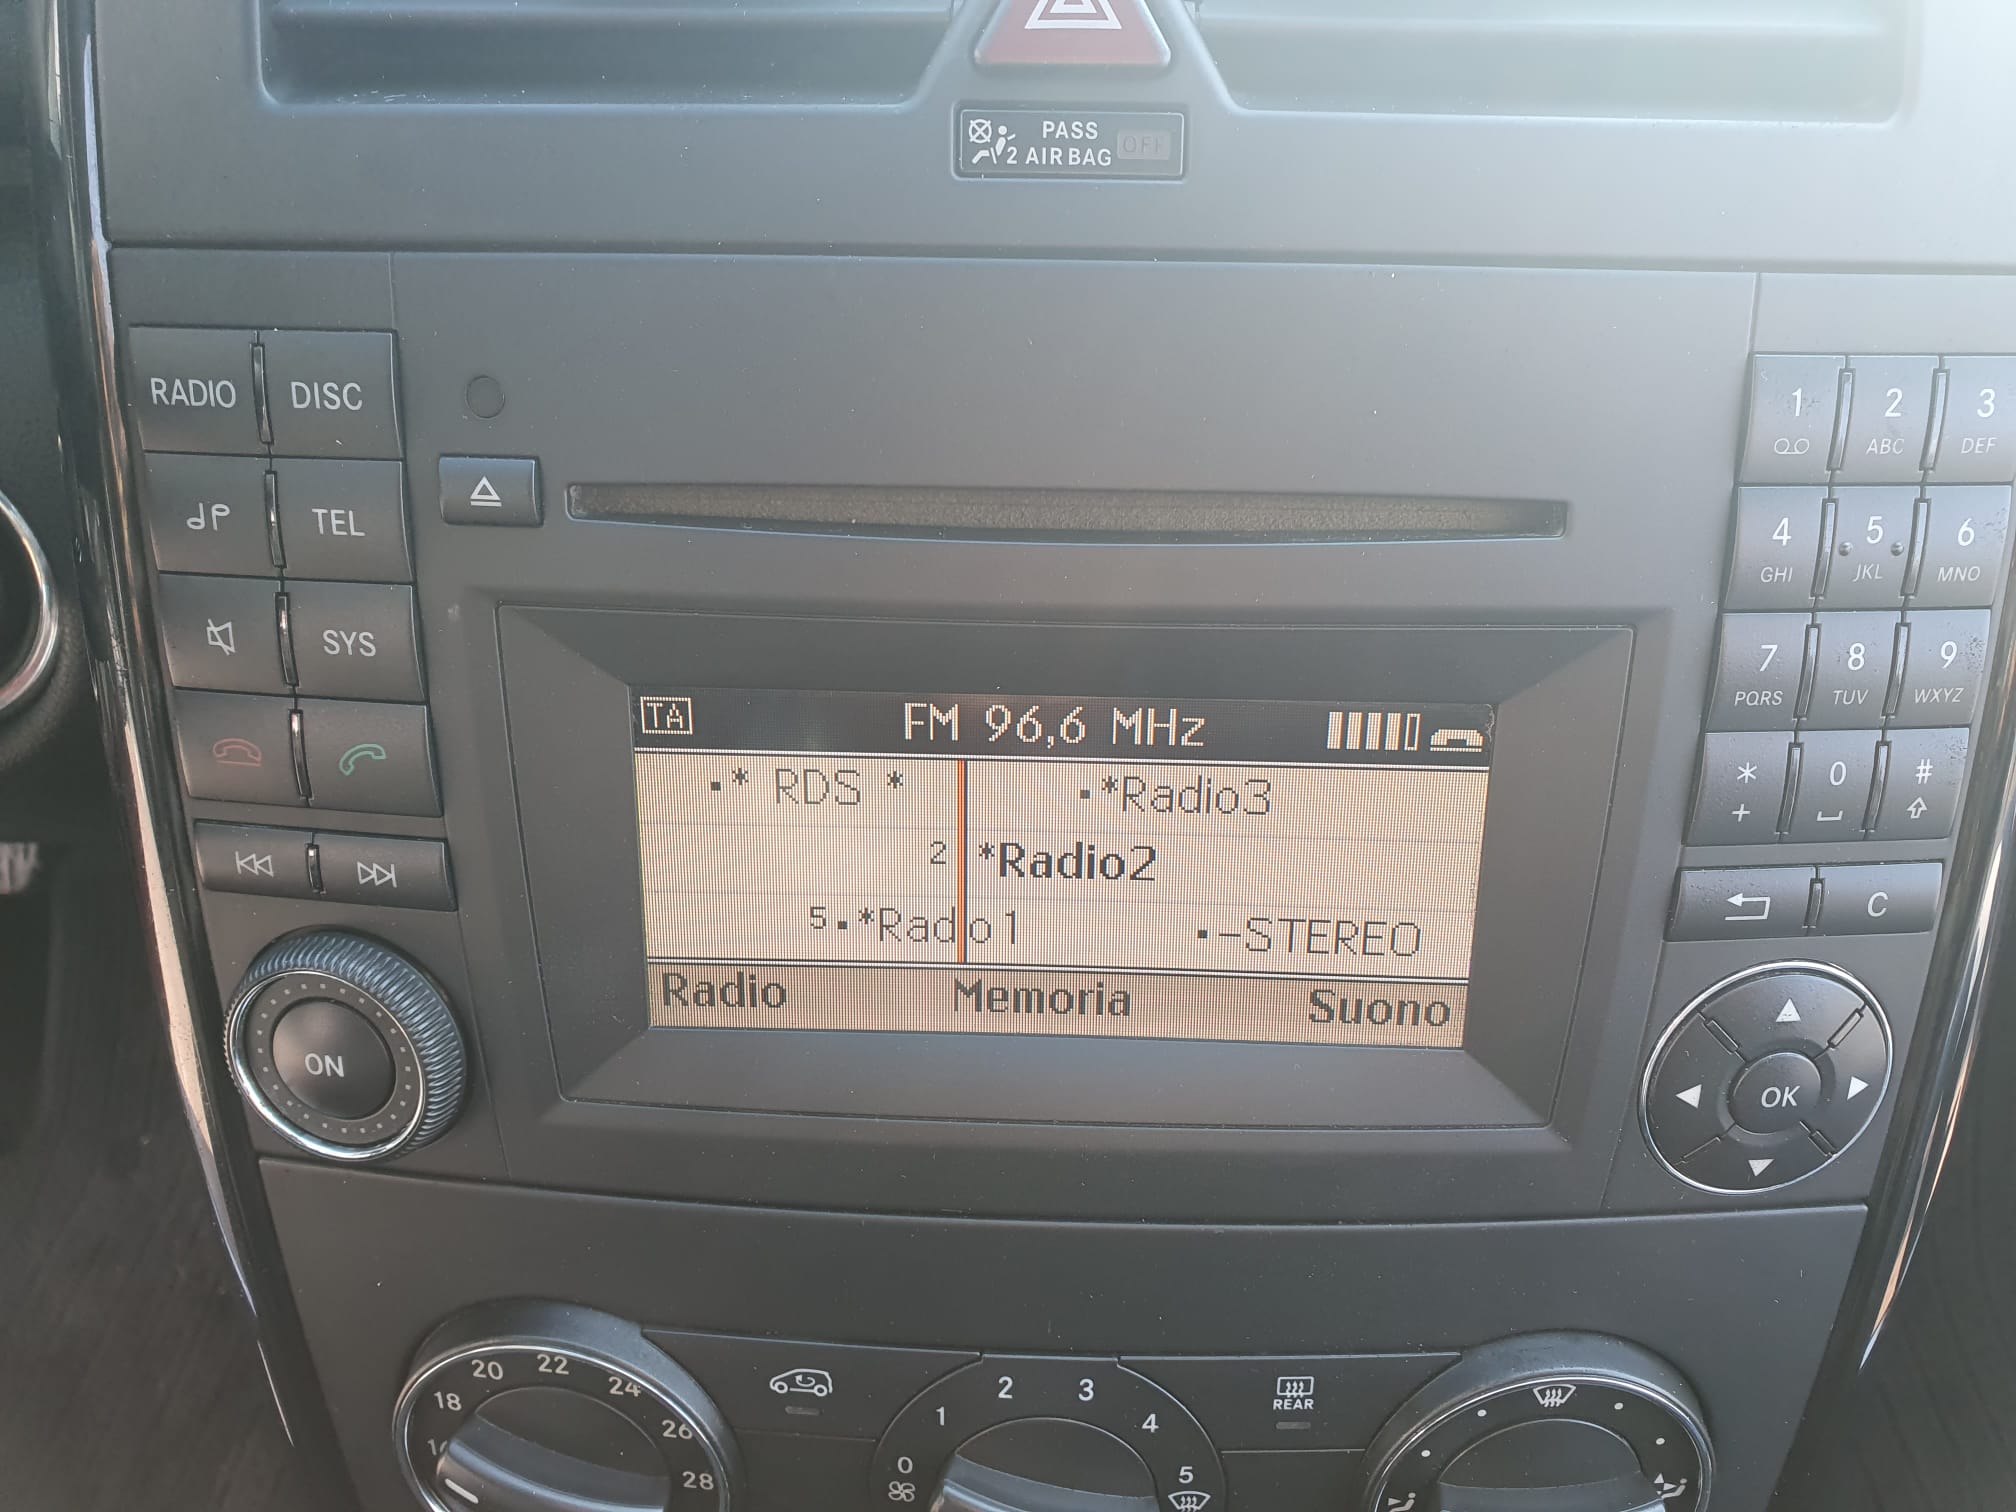 PASS
2 AIRBAG OFF
RADIO DISC
TEL
SYS
ON
TA FM 96,6 MHz
·* RDS * ·*Radio3
2 *Radio2
5·*Radio1 ·-STEREO
Radio Memoria Suono
1 2 3
ABC DEF
4 5 6
GHI JKL MNO
7 8 9
PQRS TUV WXYZ
* 0 #
+
C
OK
18 20 22 24 26 28
0 1 2 3 4 5
REAR